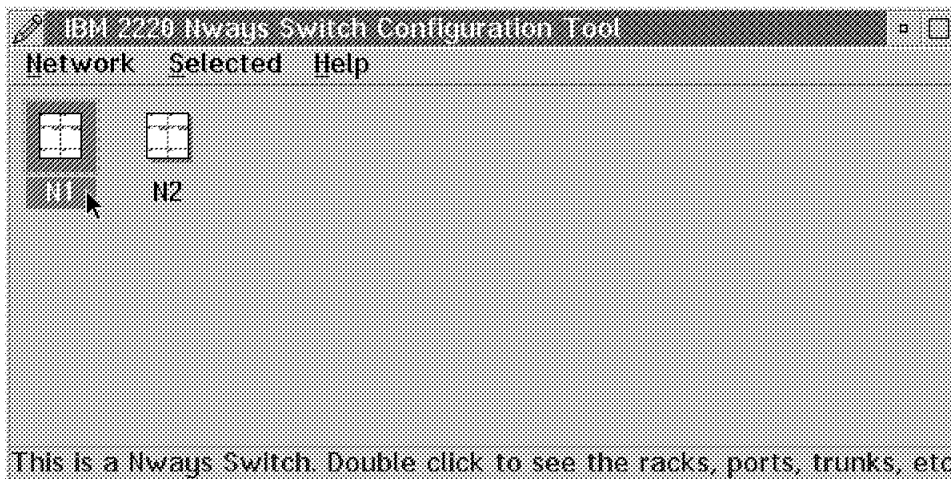 IBM 2220 Nways Switch Configuration Tool
Network Selected Help
N1 N2
This is a Nways Switch. Double click to see the racks, ports, trunks, etc